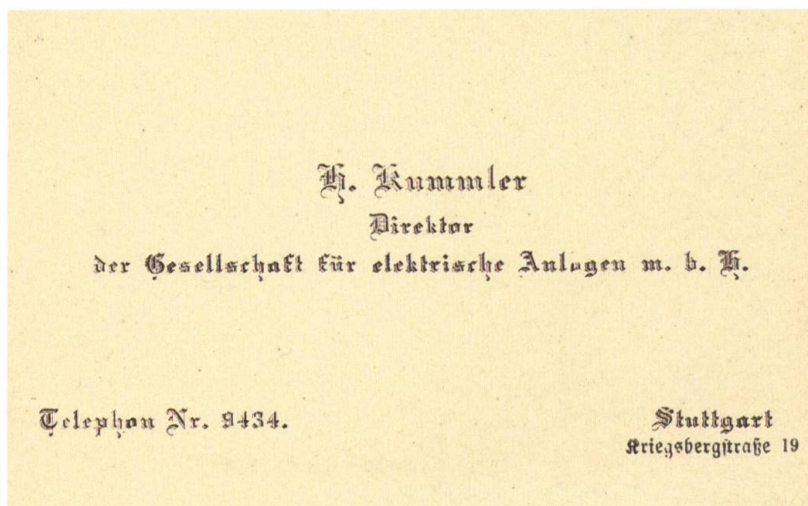 H. Kummler
Direktor
der Gesellschaft für elektrische Anlagen m. b. H.
Telephon Nr. 9434.
Stuttgart
Kriegsbergstraße 19